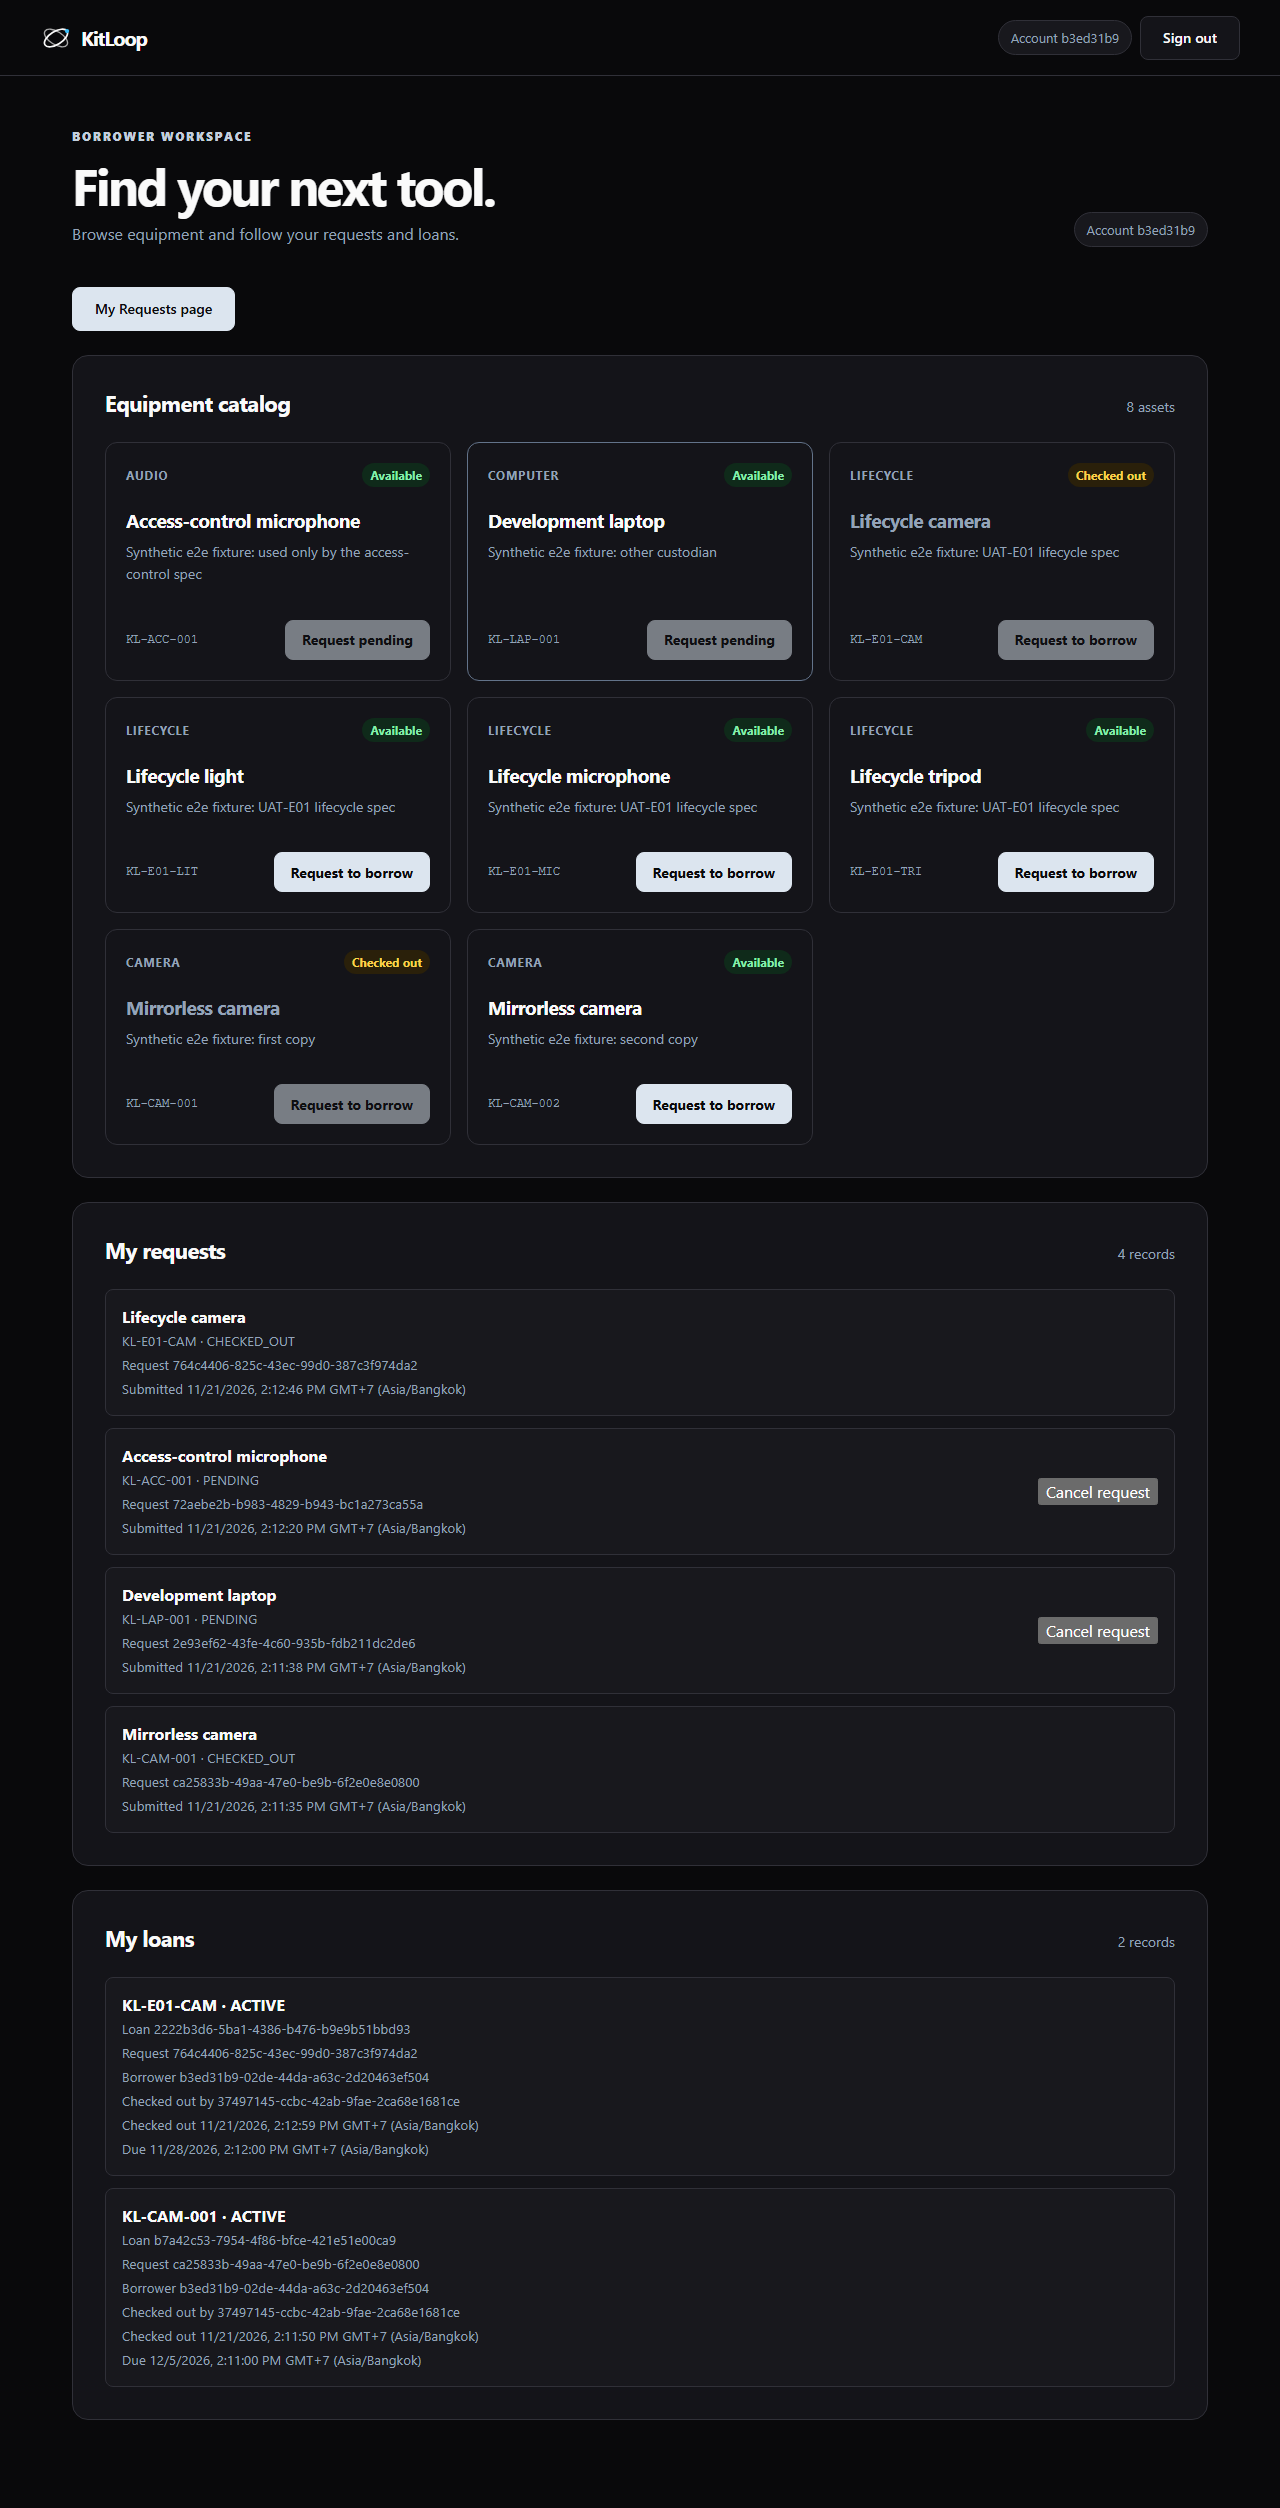 KitLoop
Account b3ed31b9
Sign out
BORROWER WORKSPACE
Find your next tool.
Browse equipment and follow your requests and loans.
Account b3ed31b9
My Requests page
Equipment catalog
8 assets
AUDIO
Available
Access-control microphone
Synthetic e2e fixture: used only by the access-
control spec
KL-ACC-001
Request pending
COMPUTER
Available
Development laptop
Synthetic e2e fixture: other custodian
KL-LAP-001
Request pending
LIFECYCLE
Checked out
Lifecycle camera
Synthetic e2e fixture: UAT-E01 lifecycle spec
KL-E01-CAM
Request to borrow
LIFECYCLE
Available
Lifecycle light
Synthetic e2e fixture: UAT-E01 lifecycle spec
KL-E01-LIT
Request to borrow
LIFECYCLE
Available
Lifecycle microphone
Synthetic e2e fixture: UAT-E01 lifecycle spec
KL-E01-MIC
Request to borrow
LIFECYCLE
Available
Lifecycle tripod
Synthetic e2e fixture: UAT-E01 lifecycle spec
KL-E01-TRI
Request to borrow
CAMERA
Checked out
Mirrorless camera
Synthetic e2e fixture: first copy
KL-CAM-001
Request to borrow
CAMERA
Available
Mirrorless camera
Synthetic e2e fixture: second copy
KL-CAM-002
Request to borrow
My requests
4 records
Lifecycle camera
KL-E01-CAM · CHECKED_OUT
Request 764c4406-825c-43ec-99d0-387c3f974da2
Submitted 11/21/2026, 2:12:46 PM GMT+7 (Asia/Bangkok)
Access-control microphone
KL-ACC-001 · PENDING
Request 72aebe2b-b983-4829-b943-bc1a273ca55a
Submitted 11/21/2026, 2:12:20 PM GMT+7 (Asia/Bangkok)
Cancel request
Development laptop
KL-LAP-001 · PENDING
Request 2e93ef62-43fe-4c60-935b-fdb211dc2de6
Submitted 11/21/2026, 2:11:38 PM GMT+7 (Asia/Bangkok)
Cancel request
Mirrorless camera
KL-CAM-001 · CHECKED_OUT
Request ca25833b-49aa-47e0-be9b-6f2e0e8e0800
Submitted 11/21/2026, 2:11:35 PM GMT+7 (Asia/Bangkok)
My loans
2 records
KL-E01-CAM · ACTIVE
Loan 2222b3d6-5ba1-4386-b476-b9e9b51bbd93
Request 764c4406-825c-43ec-99d0-387c3f974da2
Borrower b3ed31b9-02de-44da-a63c-2d20463ef504
Checked out by 37497145-ccbc-42ab-9fae-2ca68e1681ce
Checked out 11/21/2026, 2:12:59 PM GMT+7 (Asia/Bangkok)
Due 11/28/2026, 2:12:00 PM GMT+7 (Asia/Bangkok)
KL-CAM-001 · ACTIVE
Loan b7a42c53-7954-4f86-bfce-421e51e00ca9
Request ca25833b-49aa-47e0-be9b-6f2e0e8e0800
Borrower b3ed31b9-02de-44da-a63c-2d20463ef504
Checked out by 37497145-ccbc-42ab-9fae-2ca68e1681ce
Checked out 11/21/2026, 2:11:50 PM GMT+7 (Asia/Bangkok)
Due 12/5/2026, 2:11:00 PM GMT+7 (Asia/Bangkok)